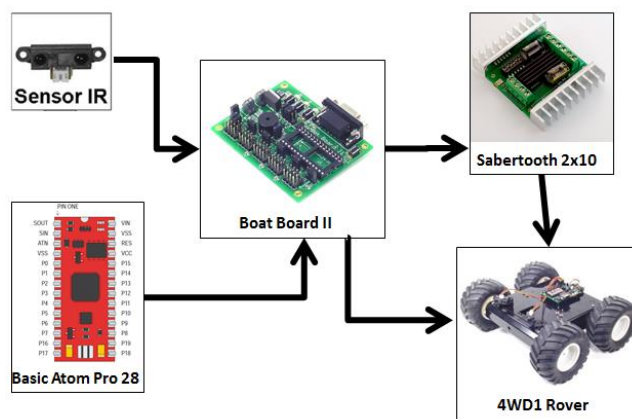 Sensor IR
Boat Board II
Sabertooth 2x10
PIN ONE
SOUT VIN
SIN VSS
ATN RES
VSS VCC
P0 P15
P1 P14
P2 P13
P3 P12
P4 P11
P5 P10
P6 P9
P7 P8
P16 P19
P17 P18
Basic Atom Pro 28
4WD1 Rover